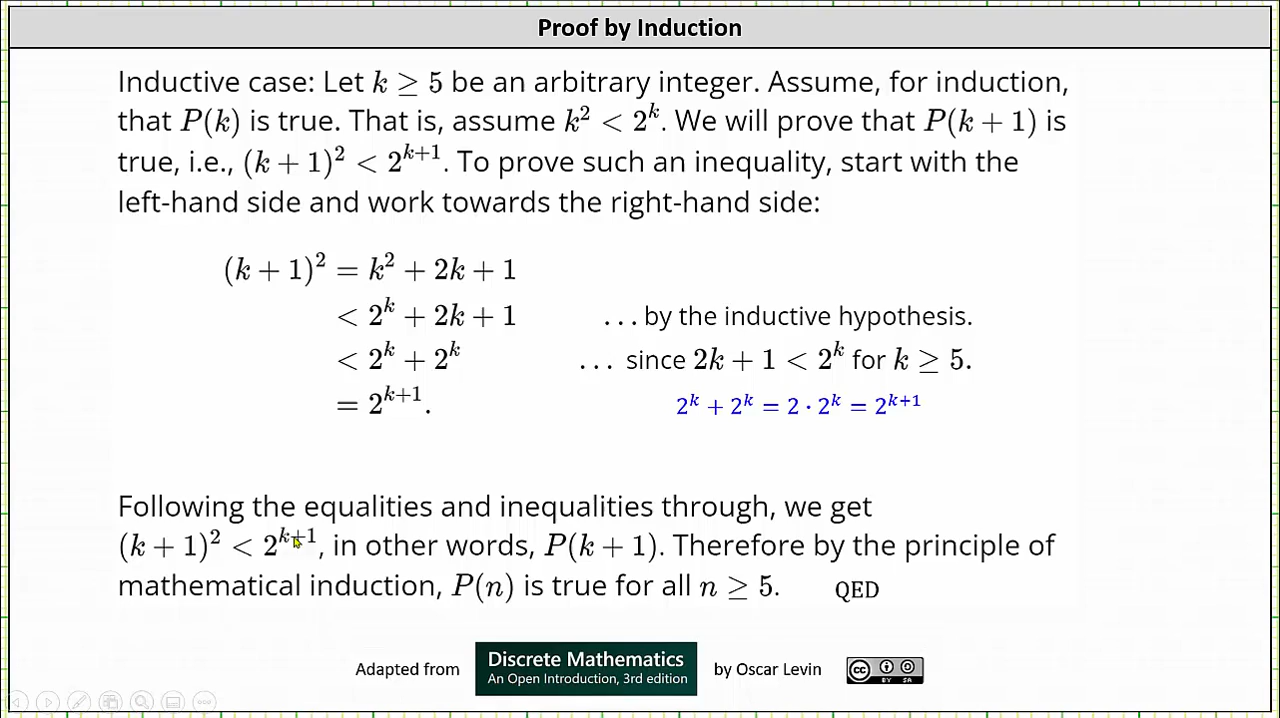 Proof by Induction
Inductive case: Let k ≥ 5 be an arbitrary integer. Assume, for induction,
that P(k) is true. That is, assume k² < 2ᵏ. We will prove that P(k + 1) is
true, i.e., (k + 1)² < 2ᵏ⁺¹. To prove such an inequality, start with the
left-hand side and work towards the right-hand side:
(k + 1)² = k² + 2k + 1
< 2ᵏ + 2k + 1 ... by the inductive hypothesis.
< 2ᵏ + 2ᵏ ... since 2k + 1 < 2ᵏ for k ≥ 5.
= 2ᵏ⁺¹. 2ᵏ + 2ᵏ = 2 · 2ᵏ = 2ᵏ⁺¹
Following the equalities and inequalities through, we get
(k + 1)² < 2ᵏ⁺¹, in other words, P(k + 1). Therefore by the principle of
mathematical induction, P(n) is true for all n ≥ 5. QED
Adapted from Discrete Mathematics by Oscar Levin
An Open Introduction, 3rd edition
cc BY SA